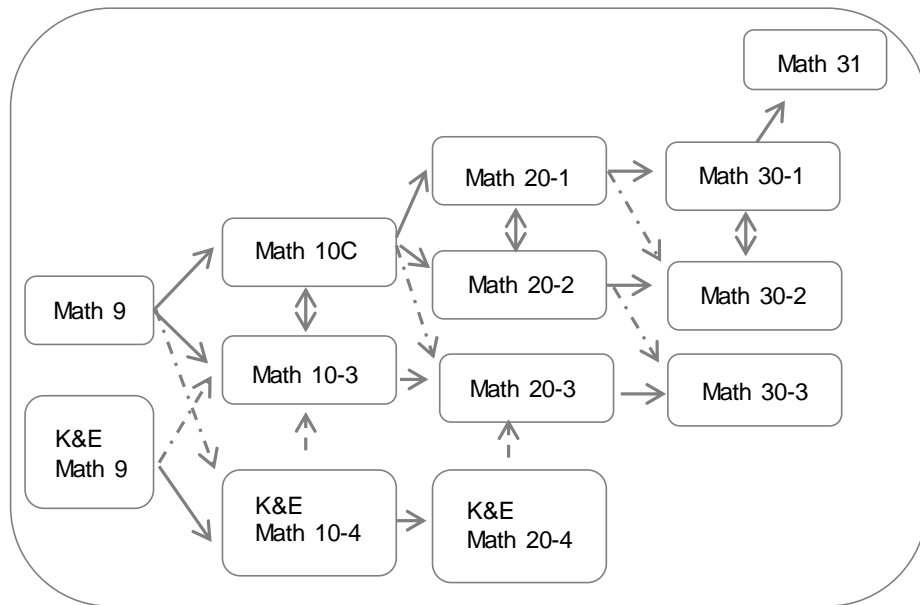 Math 31
Math 20-1
Math 30-1
Math 10C
Math 20-2
Math 30-2
Math 9
Math 10-3
Math 20-3
Math 30-3
K&E
Math 9
K&E
Math 10-4
K&E
Math 20-4